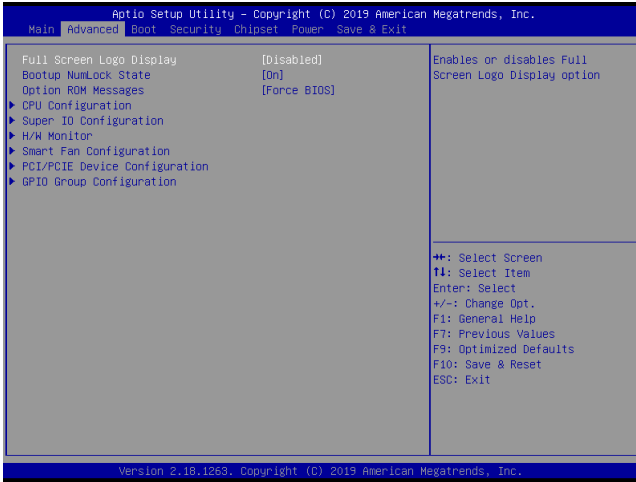 Aptio Setup Utility – Copyright (C) 2019 American Megatrends, Inc.
Main Advanced Boot Security Chipset Power Save & Exit
Full Screen Logo Display [Disabled]
Bootup NumLock State [On]
Option ROM Messages [Force BIOS]
CPU Configuration
Super IO Configuration
H/W Monitor
Smart Fan Configuration
PCI/PCIE Device Configuration
GPIO Group Configuration
Enables or disables Full
Screen Logo Display option
→←: Select Screen
↑↓: Select Item
Enter: Select
+/-: Change Opt.
F1: General Help
F7: Previous Values
F9: Optimized Defaults
F10: Save & Reset
ESC: Exit
Version 2.18.1263. Copyright (C) 2019 American Megatrends, Inc.